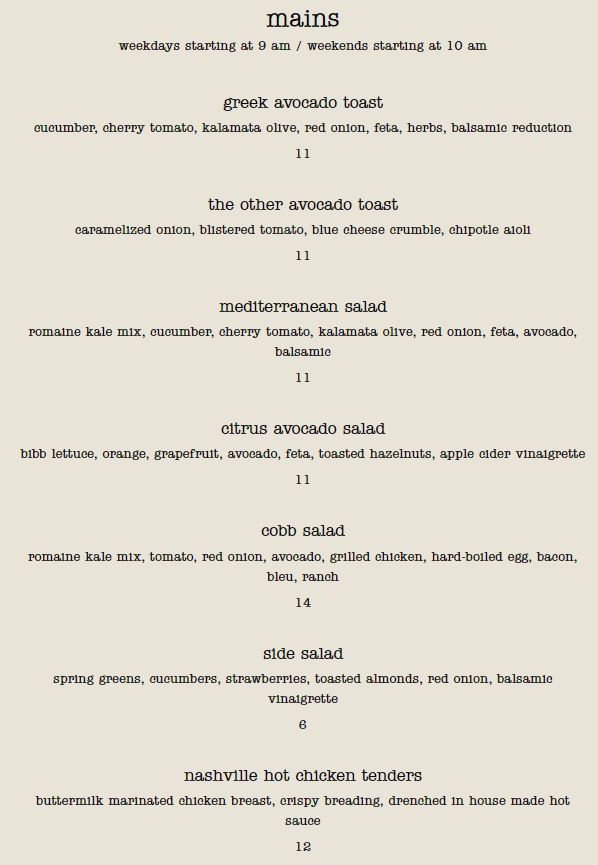 mains
weekdays starting at 9 am / weekends starting at 10 am
greek avocado toast
cucumber, cherry tomato, kalamata olive, red onion, feta, herbs, balsamic reduction
11
the other avocado toast
caramelized onion, blistered tomato, blue cheese crumble, chipotle aioli
11
mediterranean salad
romaine kale mix, cucumber, cherry tomato, kalamata olive, red onion, feta, avocado,
balsamic
11
citrus avocado salad
bibb lettuce, orange, grapefruit, avocado, feta, toasted hazelnuts, apple cider vinaigrette
11
cobb salad
romaine kale mix, tomato, red onion, avocado, grilled chicken, hard-boiled egg, bacon,
bleu, ranch
14
side salad
spring greens, cucumbers, strawberries, toasted almonds, red onion, balsamic
vinaigrette
6
nashville hot chicken tenders
buttermilk marinated chicken breast, crispy breading, drenched in house made hot
sauce
12